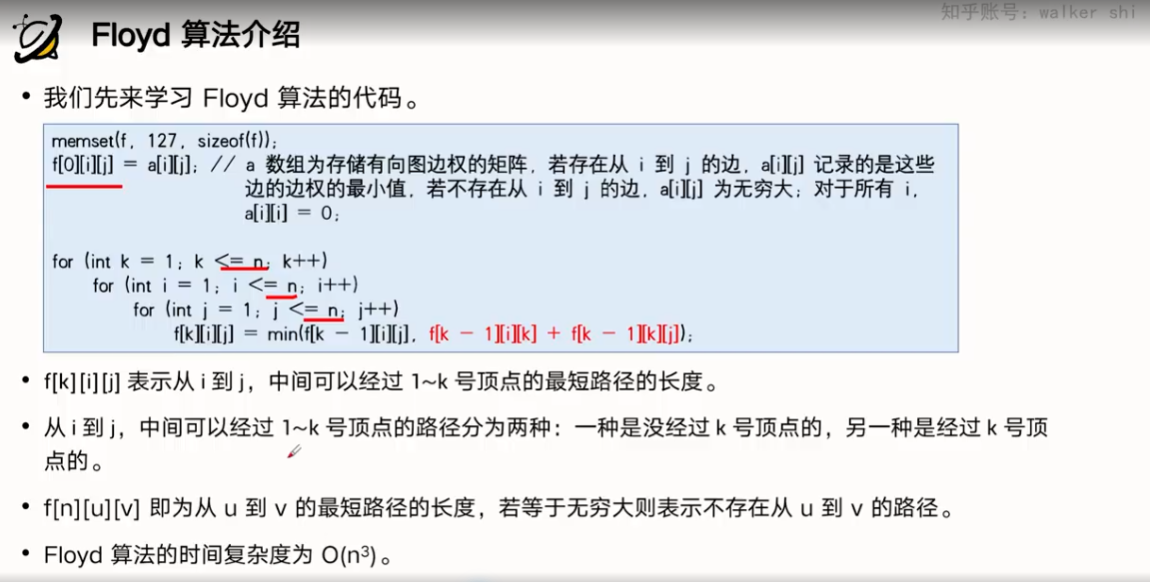 知乎账号：walker shi
Floyd 算法介绍
• 我们先来学习 Floyd 算法的代码。
memset(f, 127, sizeof(f));
f[0][i][j] = a[i][j]; // a 数组为存储有向图边权的矩阵，若存在从 i 到 j 的边，a[i][j] 记录的是这些
边的边权的最小值，若不存在从 i 到 j 的边，a[i][j] 为无穷大；对于所有 i，
a[i][i] = 0;
for (int k = 1; k <= n; k++)
for (int i = 1; i <= n; i++)
for (int j = 1; j <= n; j++)
f[k][i][j] = min(f[k - 1][i][j], f[k - 1][i][k] + f[k - 1][k][j]);
• f[k][i][j] 表示从 i 到 j，中间可以经过 1~k 号顶点的最短路径的长度。
• 从 i 到 j，中间可以经过 1~k 号顶点的路径分为两种：一种是没经过 k 号顶点的，另一种是经过 k 号顶
点的。
• f[n][u][v] 即为从 u 到 v 的最短路径的长度，若等于无穷大则表示不存在从 u 到 v 的路径。
• Floyd 算法的时间复杂度为 O(n³)。